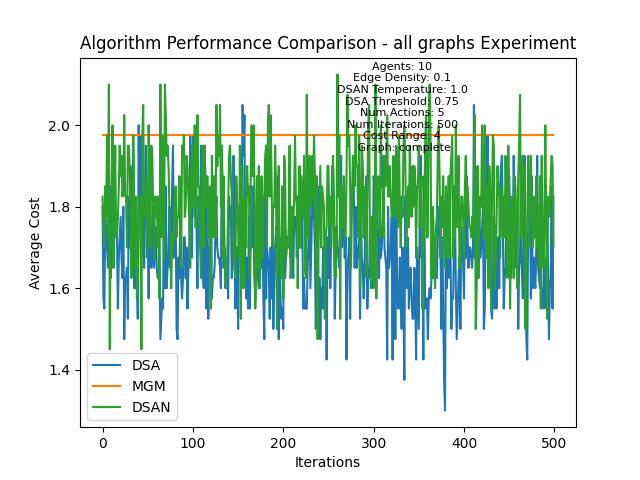 Algorithm Performance Comparison - all graphs Experiment
Agents: 10
Edge Density: 0.1
DSAN Temperature: 1.0
DSA Threshold: 0.75
Num Actions: 5
Num Iterations: 500
Cost Range: 4
Graph: complete
Average Cost
2.0
1.8
1.6
1.4
DSA
MGM
DSAN
0
100
200
300
400
500
Iterations